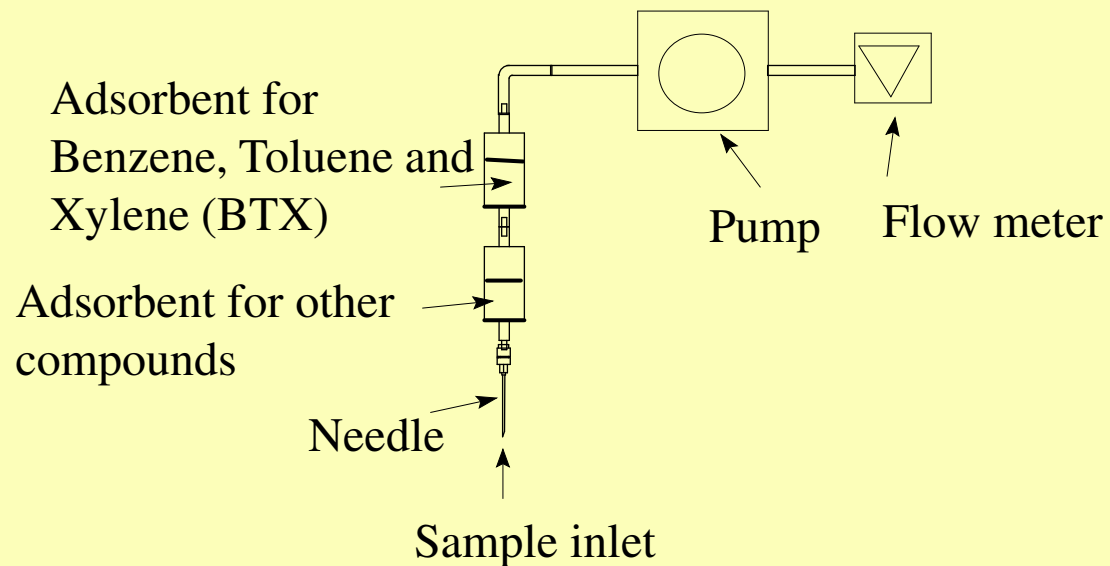 Adsorbent for
Benzene, Toluene and
Xylene (BTX)
Pump
Flow meter
Adsorbent for other
compounds
Needle
Sample inlet